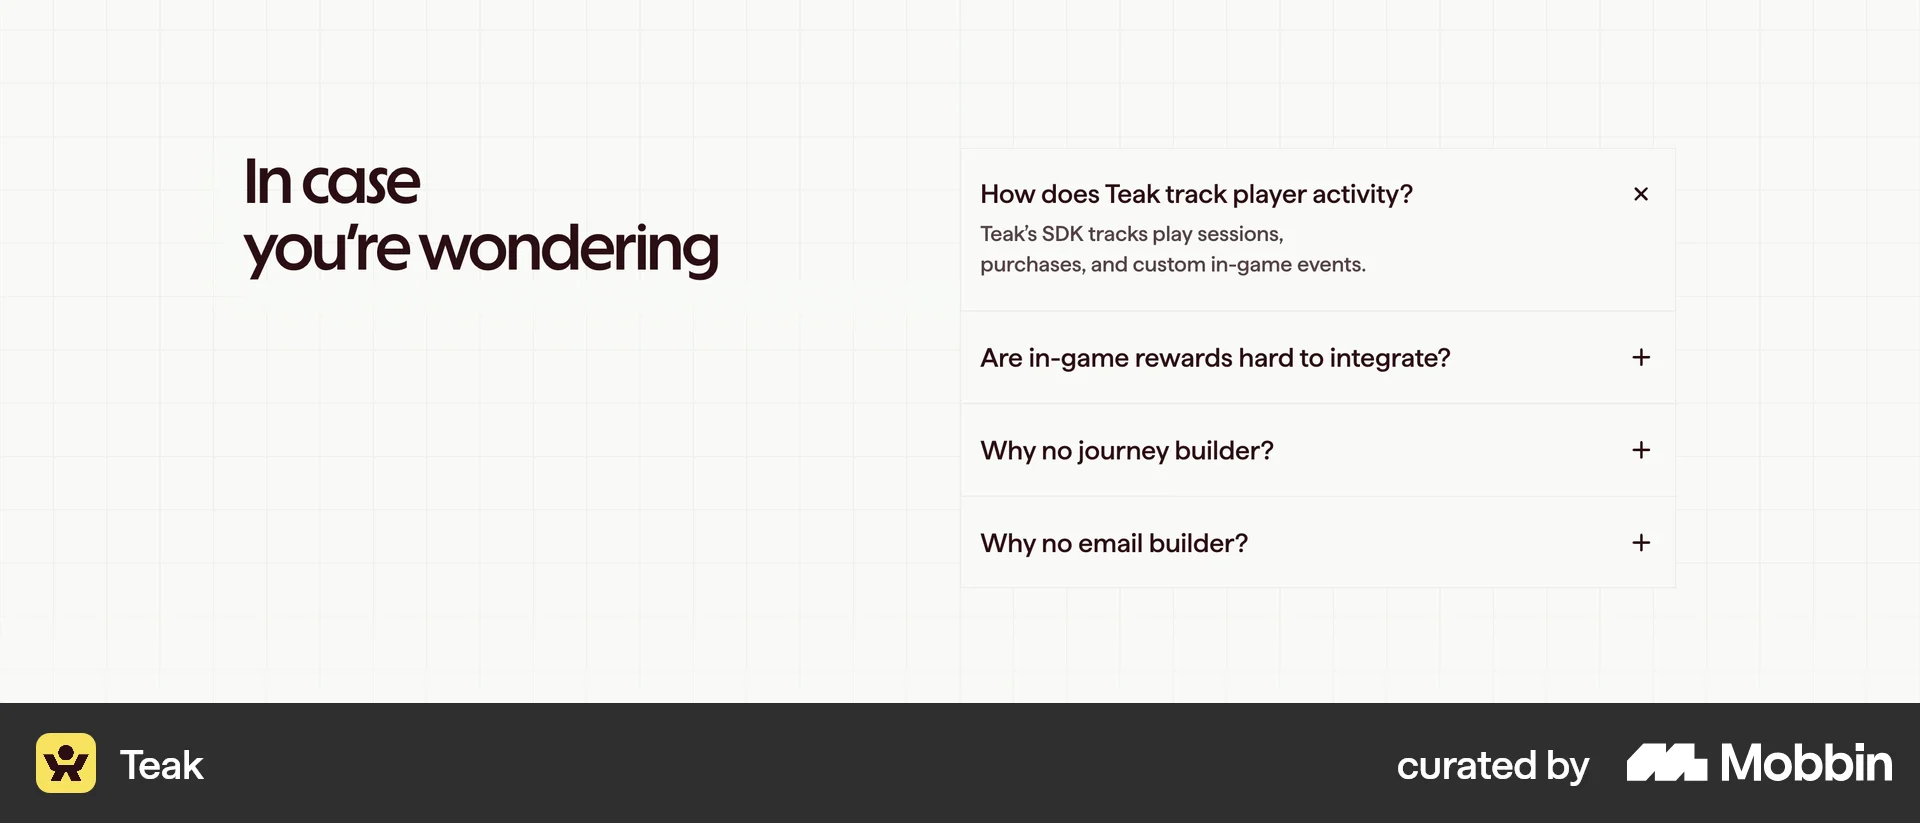 In case
you’re wondering
How does Teak track player activity?
Teak’s SDK tracks play sessions,
purchases, and custom in-game events.
Are in-game rewards hard to integrate?
Why no journey builder?
Why no email builder?
Teak
curated by Mobbin